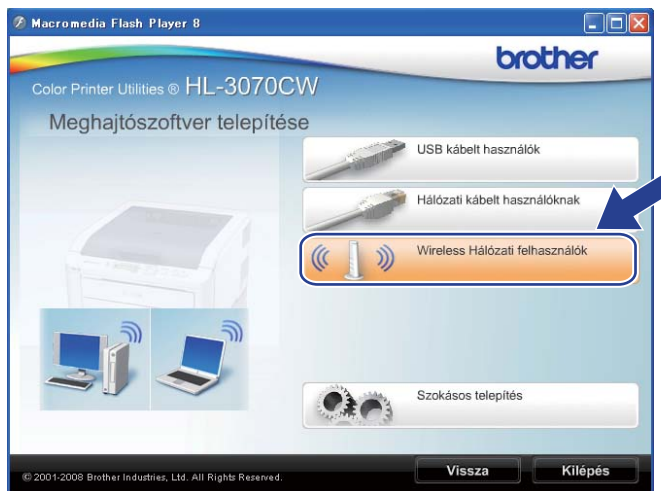 Macromedia Flash Player 8
brother
Color Printer Utilities ® HL-3070CW
Meghajtószoftver telepítése
USB kábelt használók
Hálózati kábelt használóknak
Wireless Hálózati felhasználók
Szokásos telepítés
© 2001-2008 Brother Industries, Ltd. All Rights Reserved.
Vissza
Kilépés